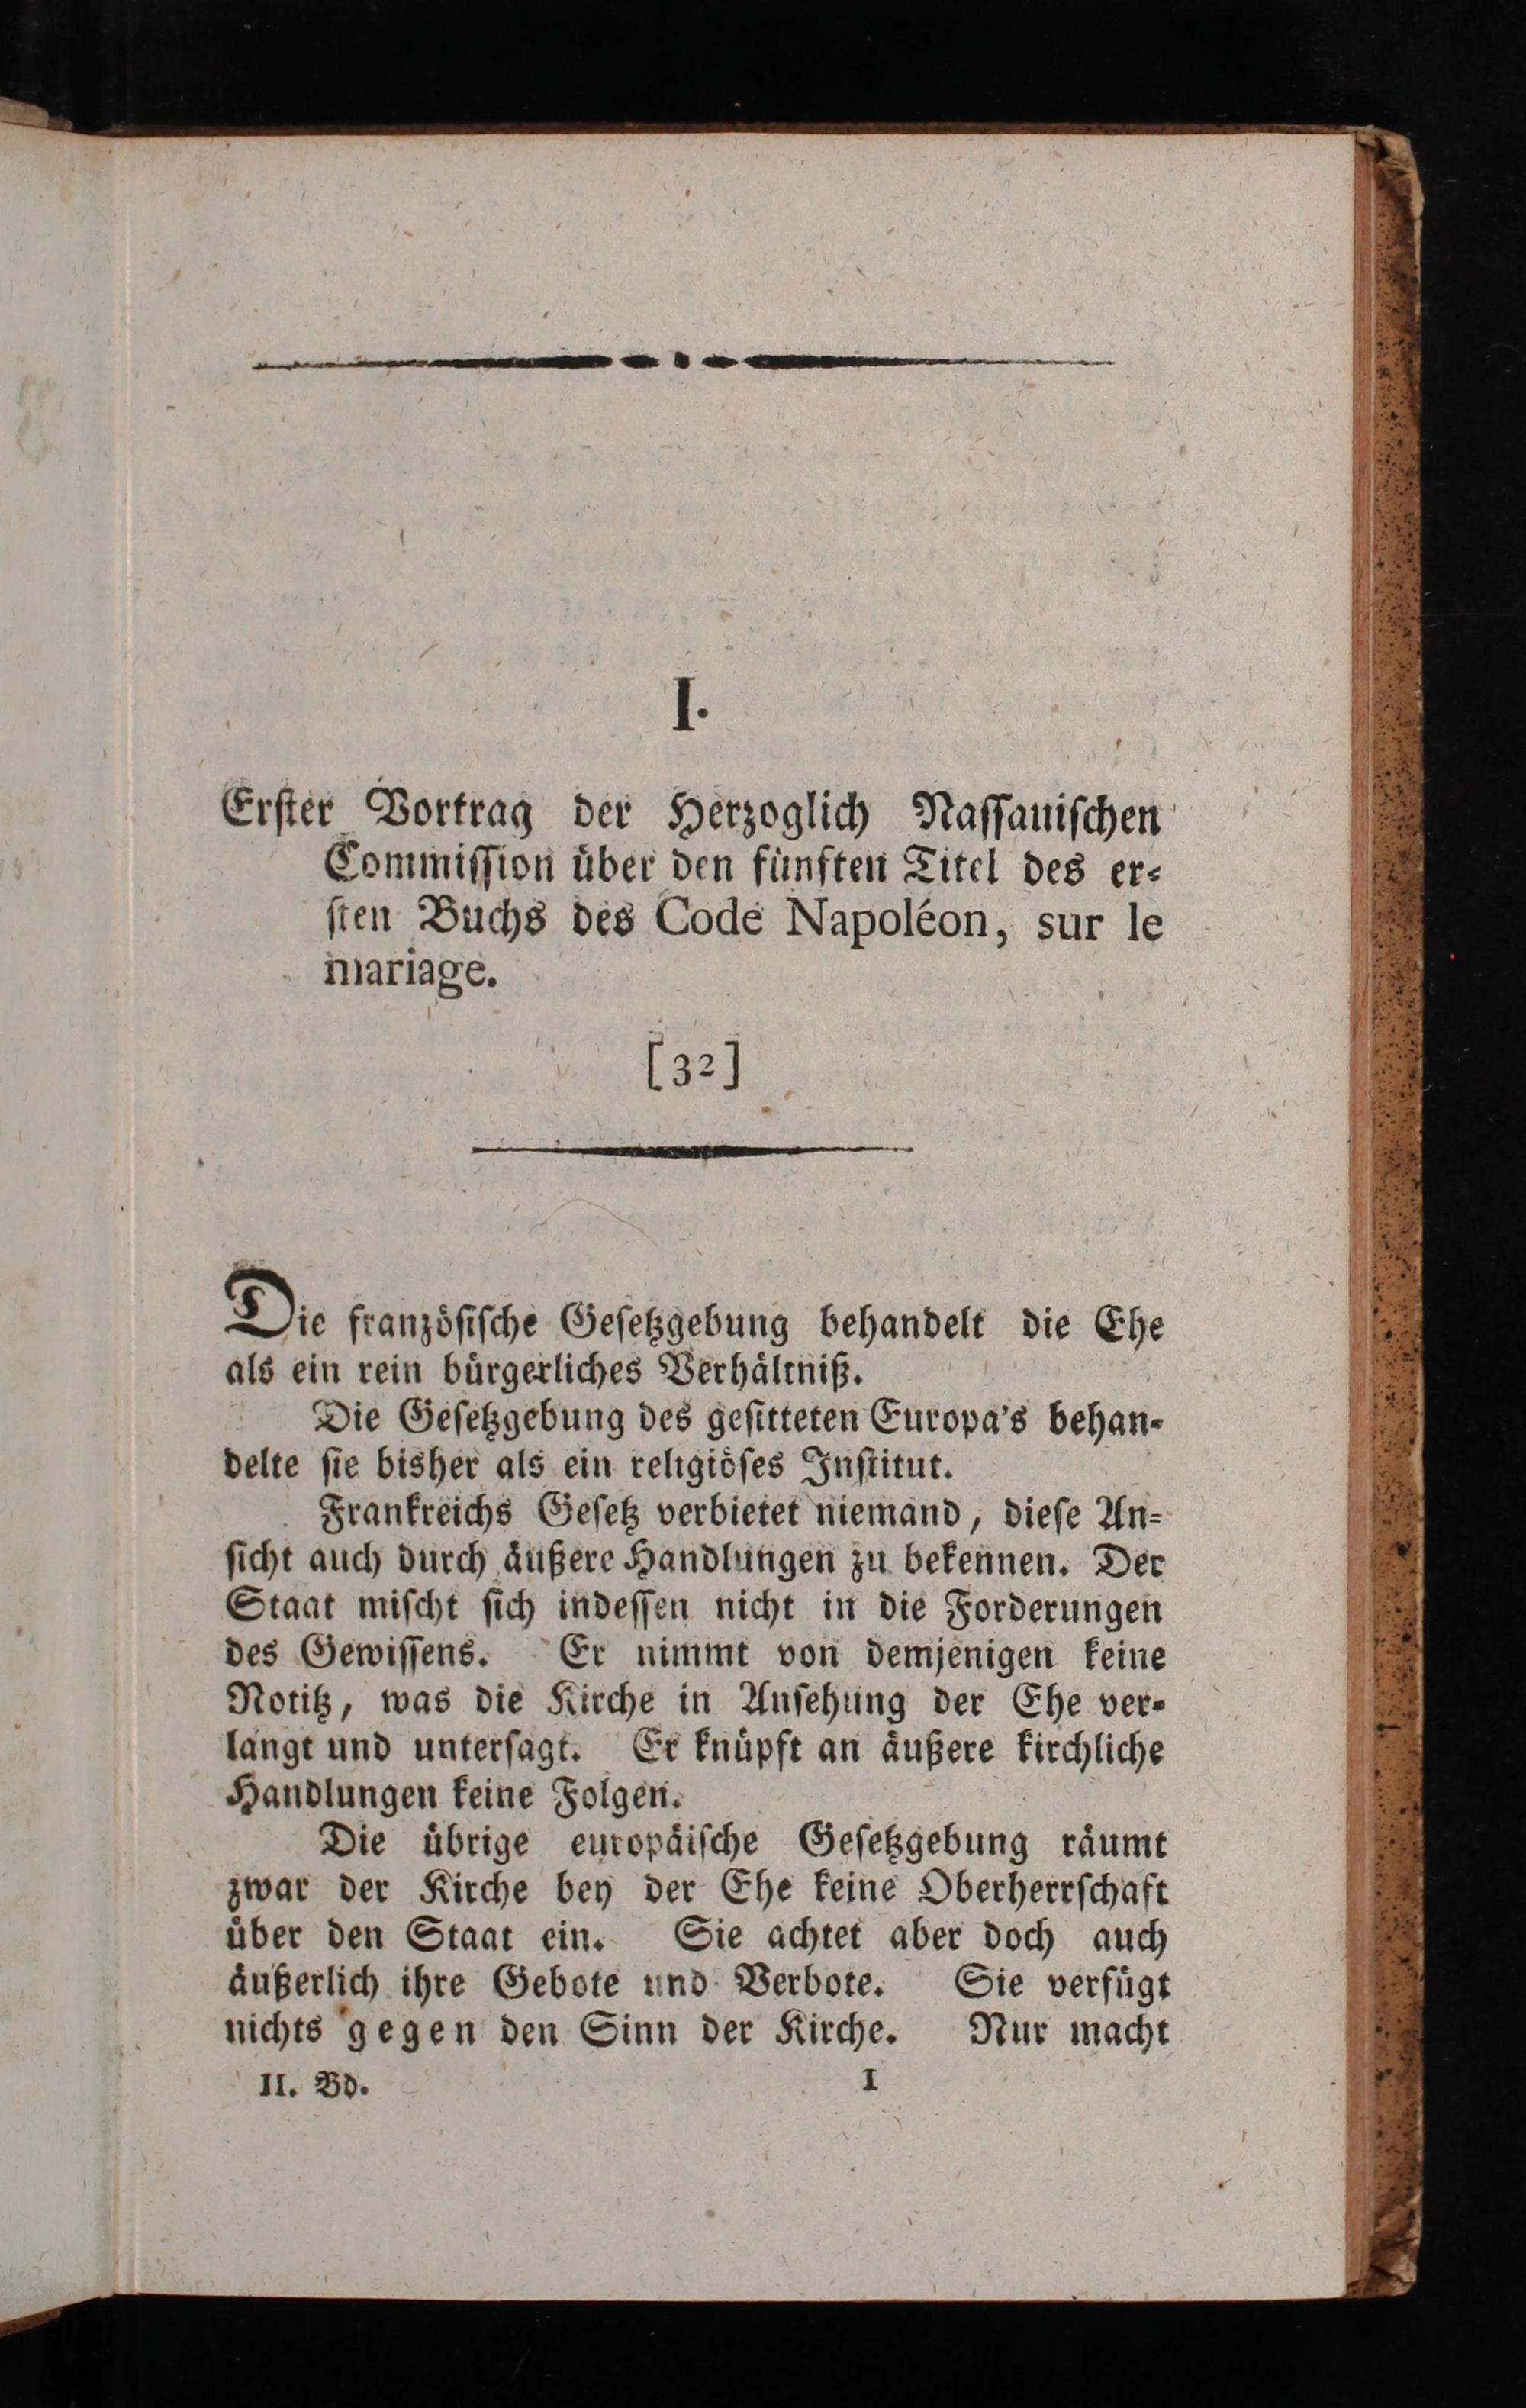 I.
Erster Vortrag der Herzoglich Nassauischen
Commission über den fünften Titel des er-
sten Buchs des Code Napoléon, sur le
mariage.
[32]
Die französische Gesetzgebung behandelt die Ehe
als ein rein bürgerliches Verhältniß.
Die Gesetzgebung des gesitteten Europa's behan-
delte sie bisher als ein religiöses Institut.
Frankreichs Gesetz verbietet niemand, diese An-
sicht auch durch äußere Handlungen zu bekennen. Der
Staat mischt sich indessen nicht in die Forderungen
des Gewissens. Er nimmt von demjenigen keine
Notitz, was die Kirche in Ansehung der Ehe ver-
langt und untersagt. Er knüpft an äußere kirchliche
Handlungen keine Folgen.
Die übrige europäische Gesetzgebung räumt
zwar der Kirche bey der Ehe keine Oberherrschaft
über den Staat ein. Sie achtet aber doch auch
äußerlich ihre Gebote und Verbote. Sie verfügt
nichts gegen den Sinn der Kirche. Nur macht
II. Bd. 1